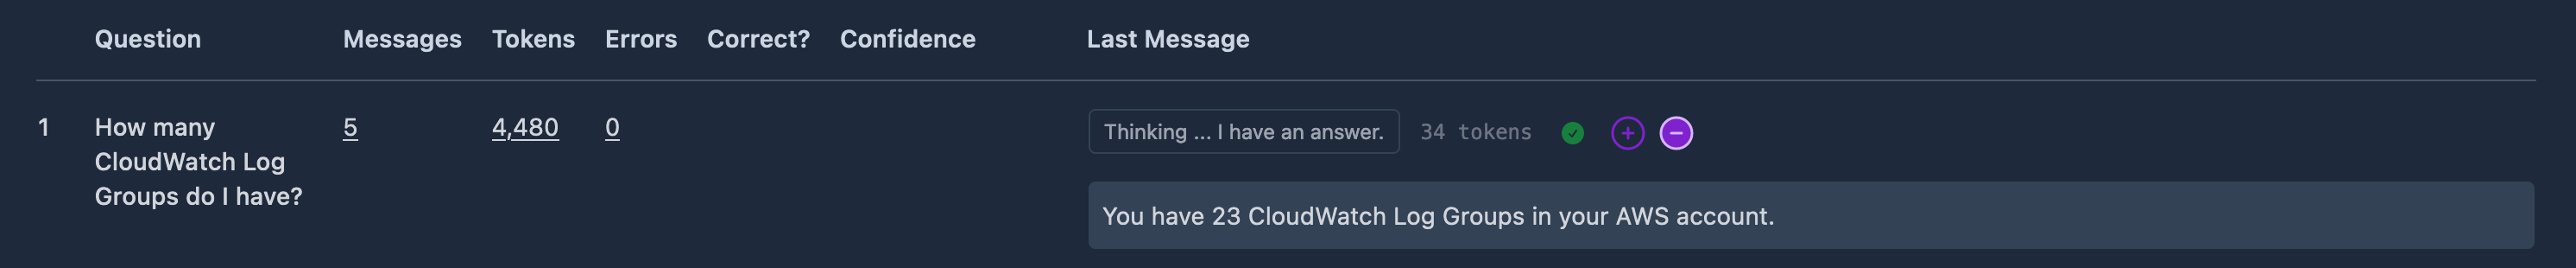 Question Messages Tokens Errors Correct? Confidence Last Message
1 How many 5 4,480 0 Thinking ... I have an answer. 34 tokens
CloudWatch Log
Groups do I have?
You have 23 CloudWatch Log Groups in your AWS account.